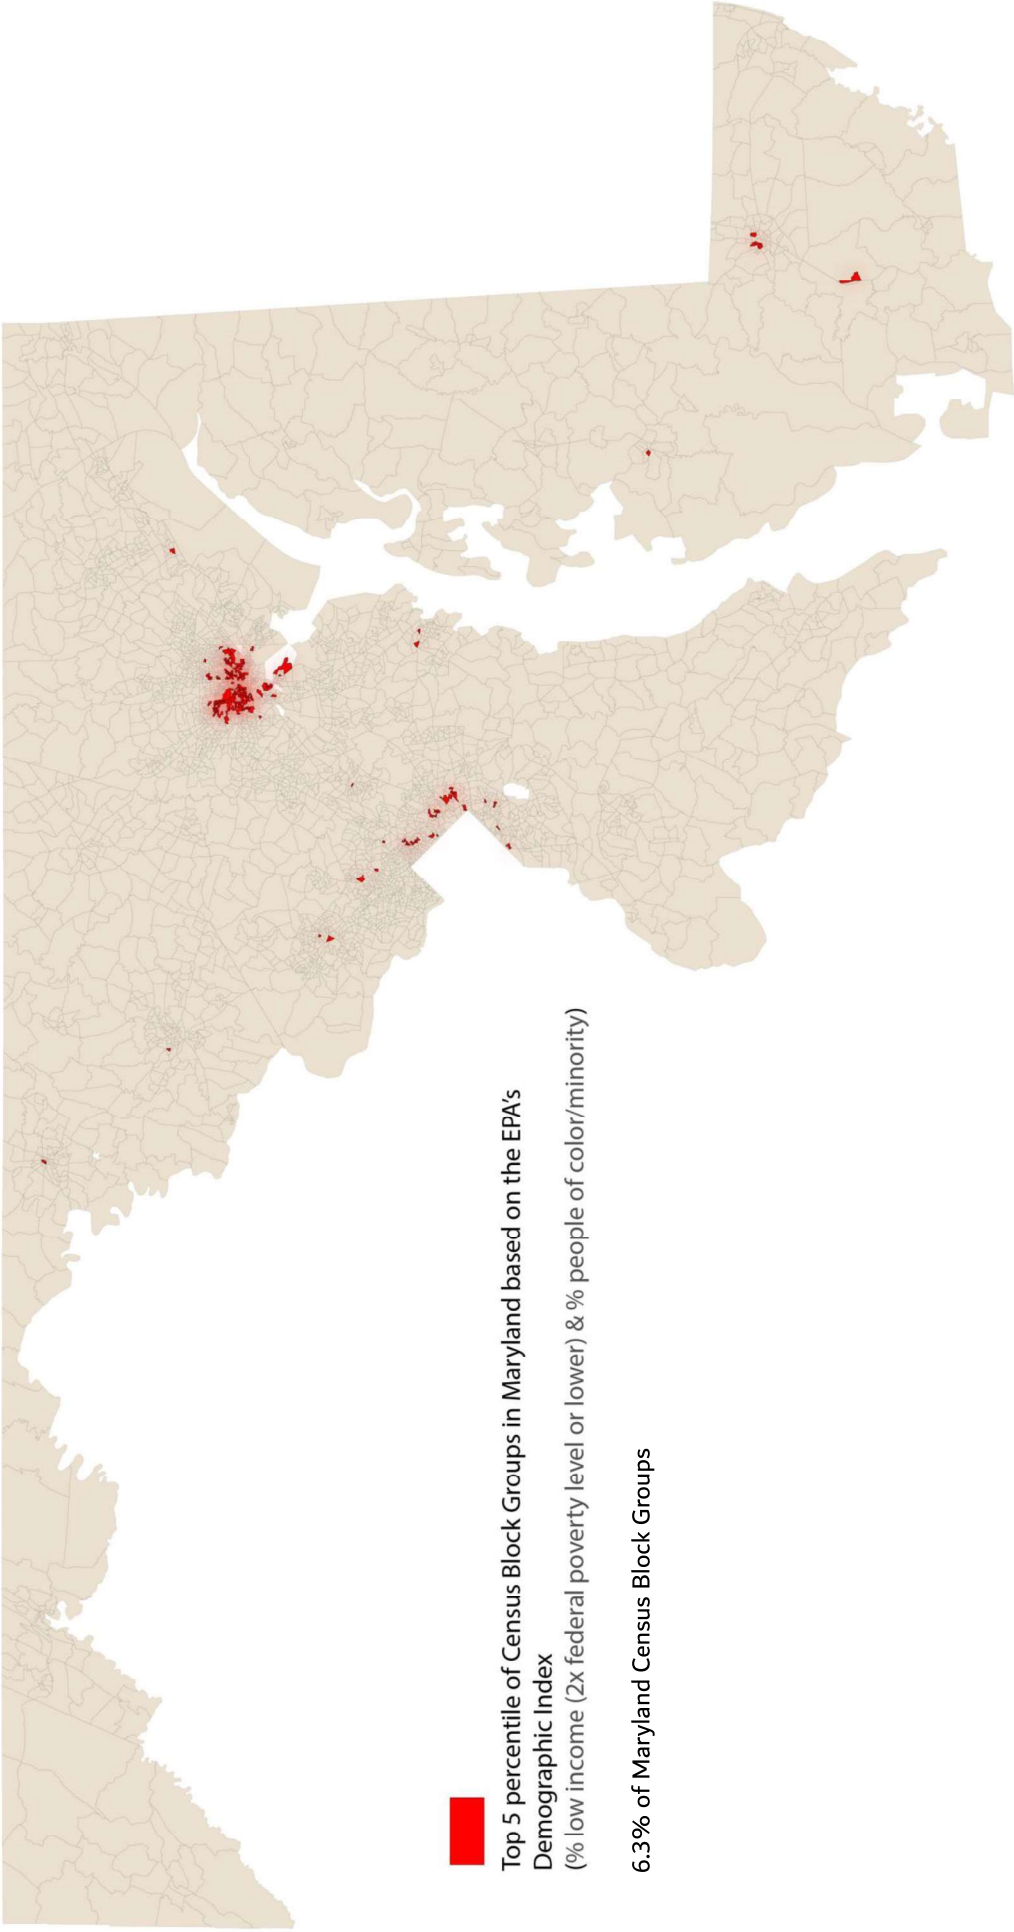 Top 5 percentile of Census Block Groups in Maryland based on the EPA's
Demographic Index
(% low income (2x federal poverty level or lower) & % people of color/minority)
6.3% of Maryland Census Block Groups